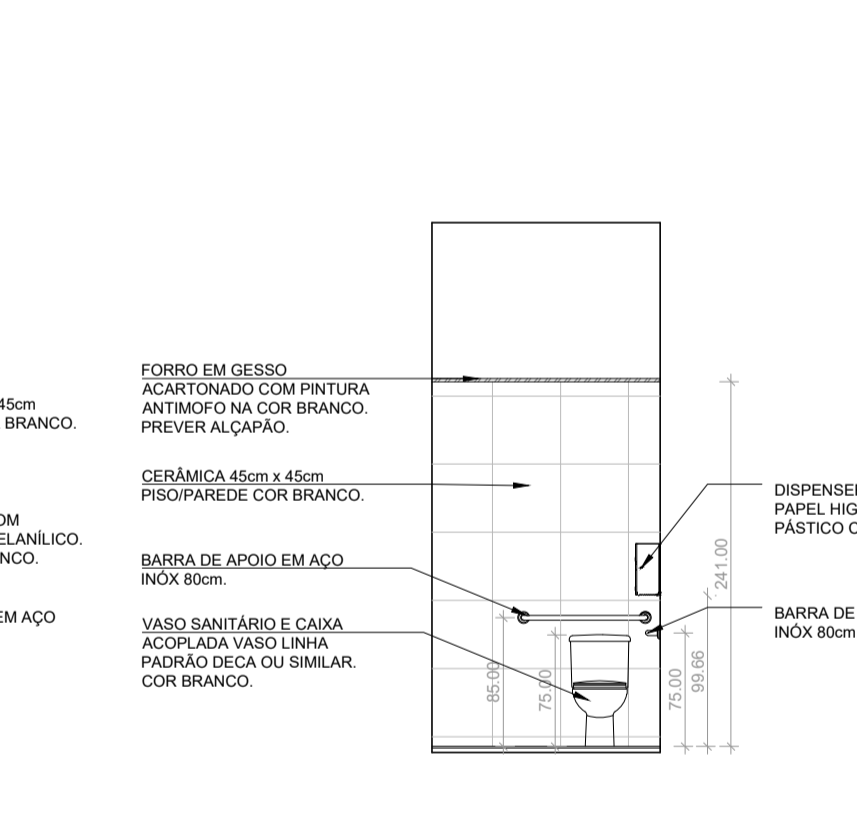 45cm
BRANCO.
OM
ELANÍLICO.
NCO.
EM AÇO
FORRO EM GESSO
ACARTONADO COM PINTURA
ANTIMOFO NA COR BRANCO.
PREVER ALÇAPÃO.
CERÂMICA 45cm x 45cm
PISO/PAREDE COR BRANCO.
BARRA DE APOIO EM AÇO
INÓX 80cm.
VASO SANITÁRIO E CAIXA
ACOPLADA VASO LINHA
PADRÃO DECA OU SIMILAR.
COR BRANCO.
85.00
75.00
75.00
99.66
241.00
DISPENSE
PAPEL HIG
PÁSTICO C
BARRA DE
INÓX 80cm